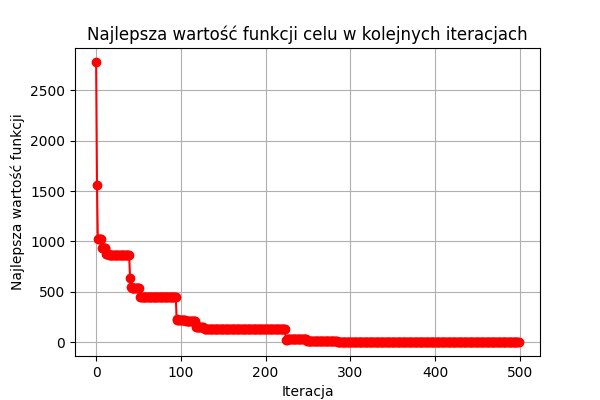 Najlepsza wartość funkcji celu w kolejnych iteracjach
Najlepsza wartość funkcji
2500
2000
1500
1000
500
0
0 100 200 300 400 500
Iteracja